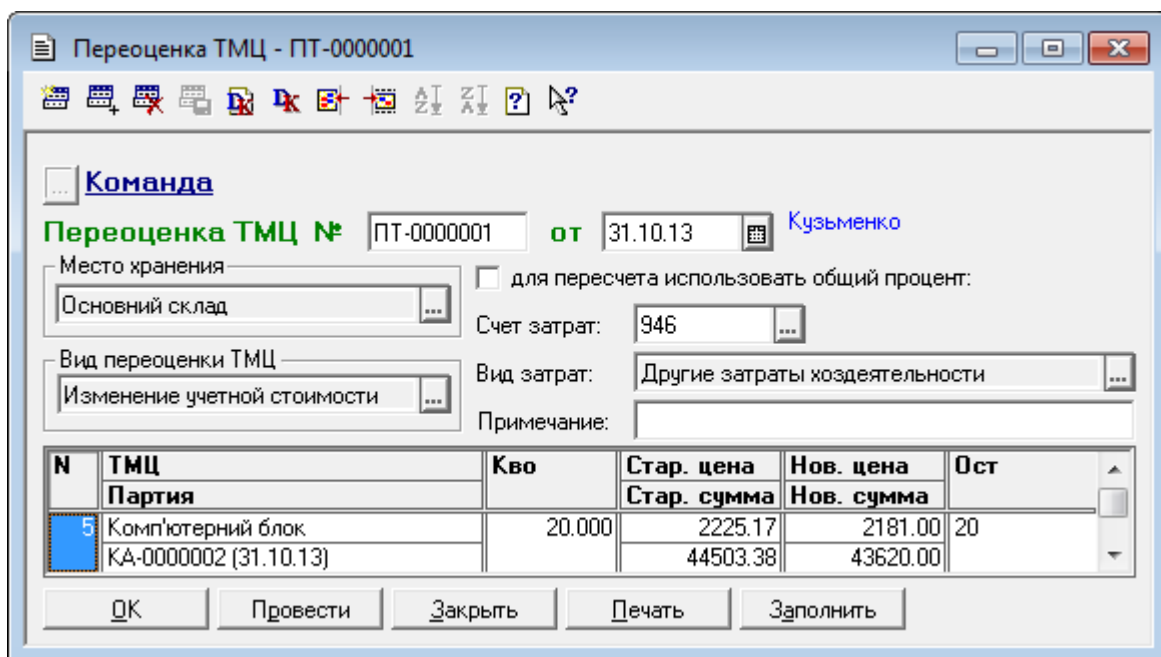 Переоценка ТМЦ - ПТ-0000001
... Команда
Переоценка ТМЦ № ПТ-0000001 от 31.10.13 Кузьменко
Место хранения
Основний склад ...
для пересчета использовать общий процент:
Счет затрат: 946 ...
Вид переоценки ТМЦ
Изменение учетной стоимости ...
Вид затрат: Другие затраты хоздеятельности ...
Примечание:
N ТМЦ Кво Стар. цена Нов. цена Ост
Партия Стар. сумма Нов. сумма
5 Комп'ютерний блок 20.000 2225.17 2181.00 20
КА-0000002 (31.10.13) 44503.38 43620.00
OK Провести Закрыть Печать Заполнить